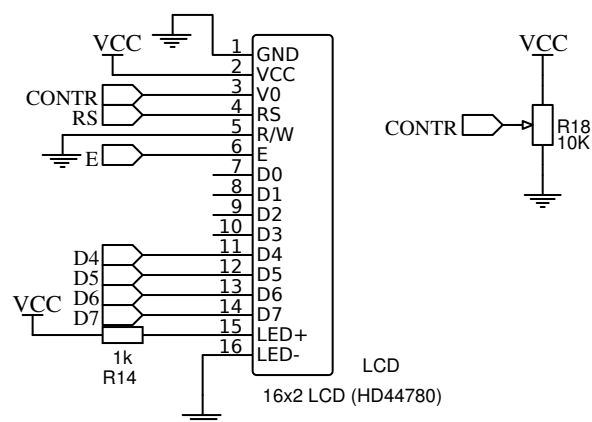 VCC
1 GND
2 VCC
CONTR 3 V0
RS 4 RS
5 R/W
E 6 E
7 D0
8 D1
9 D2
10 D3
D4 11 D4
D5 12 D5
D6 13 D6
D7 14 D7
VCC 15 LED+
16 LED-
1k
R14
LCD
16x2 LCD (HD44780)
VCC
CONTR
R18
10K